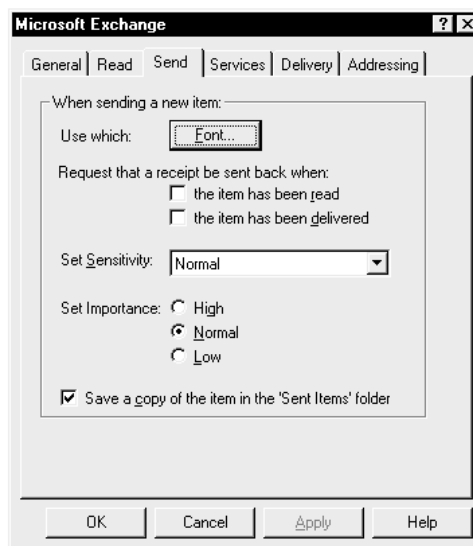 Microsoft Exchange
General Read Send Services Delivery Addressing
When sending a new item:
Use which: Font...
Request that a receipt be sent back when:
the item has been read
the item has been delivered
Set Sensitivity: Normal
Set Importance: High
Normal
Low
Save a copy of the item in the 'Sent Items' folder
OK Cancel Apply Help